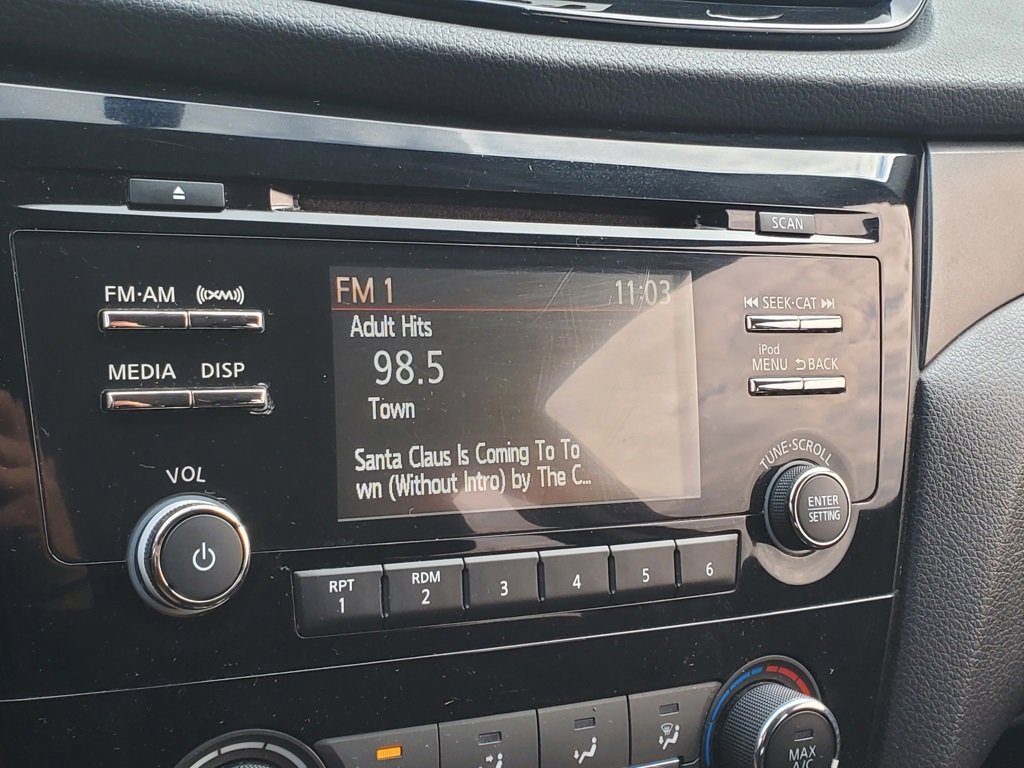 SCAN
FM·AM ((XM))
FM 1 11:03
SEEK·CAT
Adult Hits
98.5
MEDIA DISP
iPod
MENU BACK
Town
Santa Claus Is Coming To To
wn (Without Intro) by The C...
TUNE·SCROLL
VOL
ENTER
SETTING
RPT
1
RDM
2
3
4
5
6
MAX
A/C